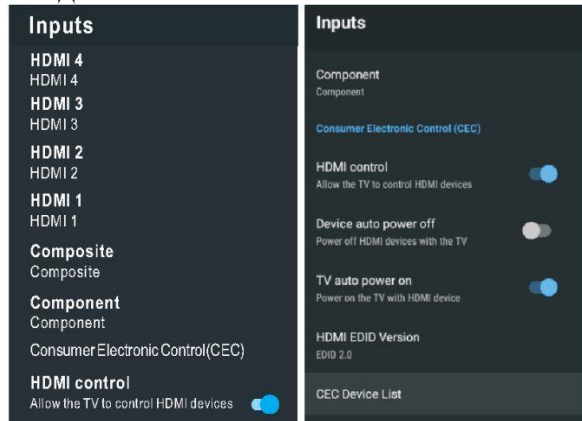 Inputs
HDMI 4
HDMI 4
HDMI 3
HDMI 3
HDMI 2
HDMI 2
HDMI 1
HDMI 1
Composite
Composite
Component
Component
Consumer Electronic Control(CEC)
HDMI control
Allow the TV to control HDMI devices
Inputs
Component
Component
Consumer Electronic Control (CEC)
HDMI control
Allow the TV to control HDMI devices
Device auto power off
Power off HDMI devices with the TV
TV auto power on
Power on the TV with HDMI device
HDMI EDID Version
EDID 2.0
CEC Device List